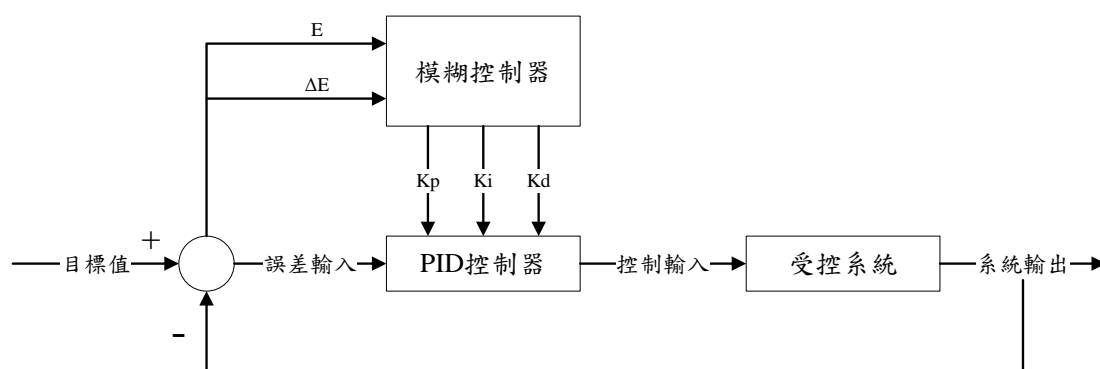 E
模糊控制器
ΔE
Kp Ki Kd
+
目標值 誤差輸入 PID控制器 控制輸入 受控系統 系統輸出
-